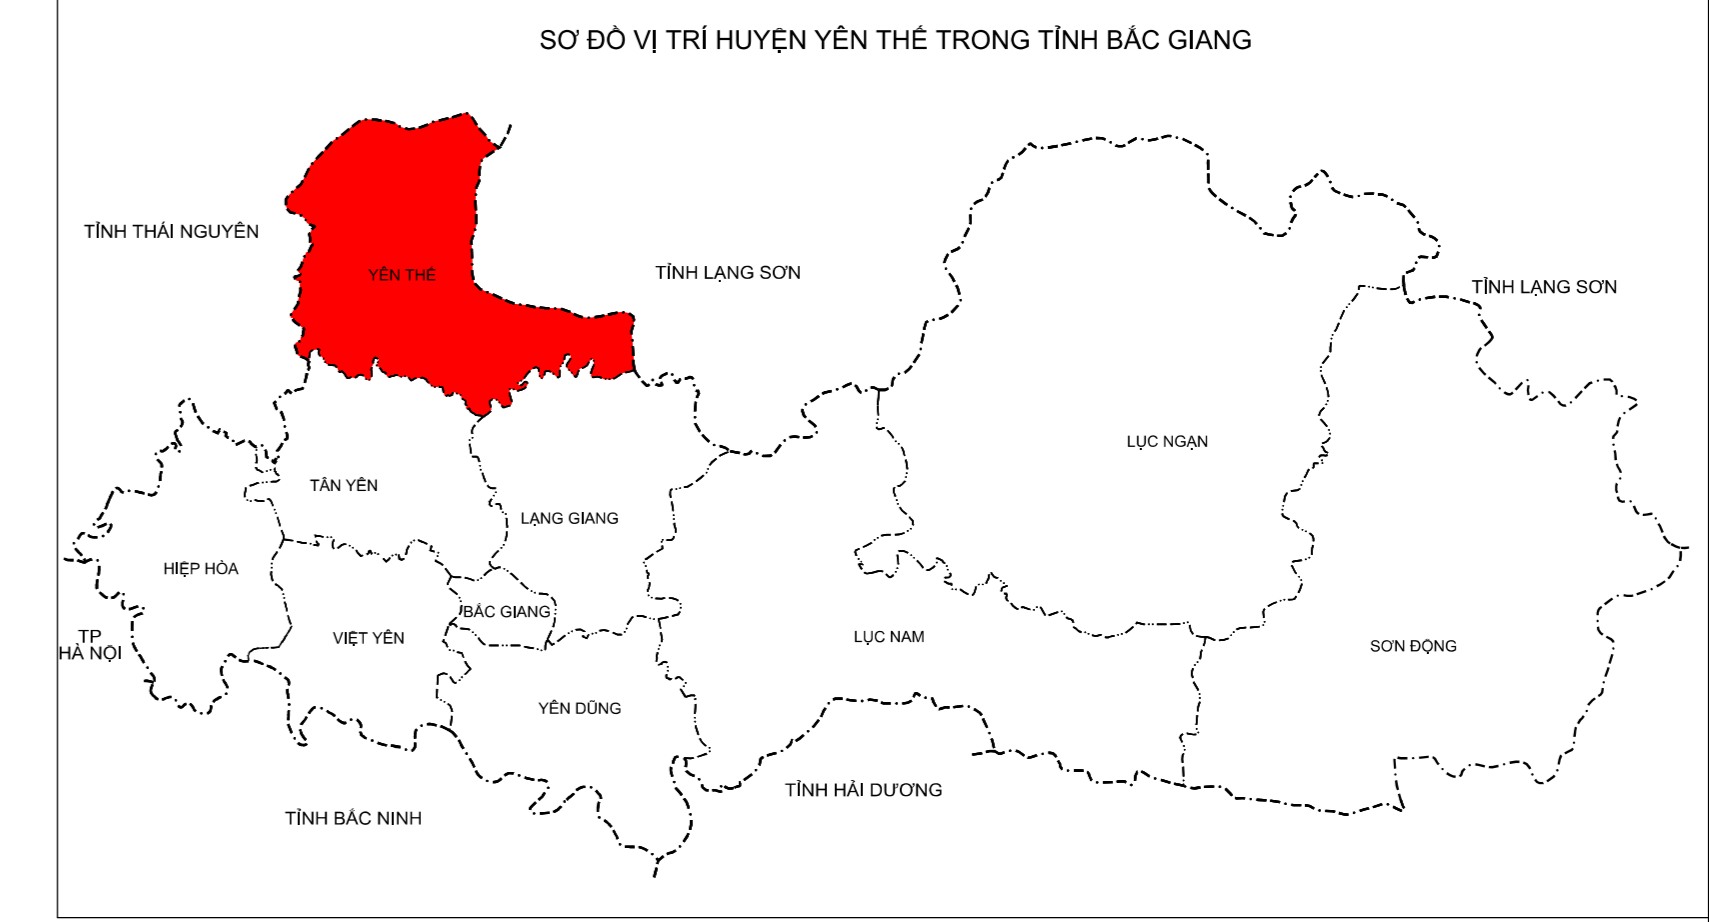 SƠ ĐỒ VỊ TRÍ HUYỆN YÊN THẾ TRONG TỈNH BẮC GIANG
TỈNH THÁI NGUYÊN
YÊN THẾ
TỈNH LẠNG SƠN
TỈNH LẠNG SƠN
LỤC NGẠN
TÂN YÊN
LẠNG GIANG
HIỆP HÒA
BẮC GIANG
TP
HÀ NỘI
VIỆT YÊN
LỤC NAM
SƠN ĐỘNG
YÊN DŨNG
TỈNH HẢI DƯƠNG
TỈNH BẮC NINH